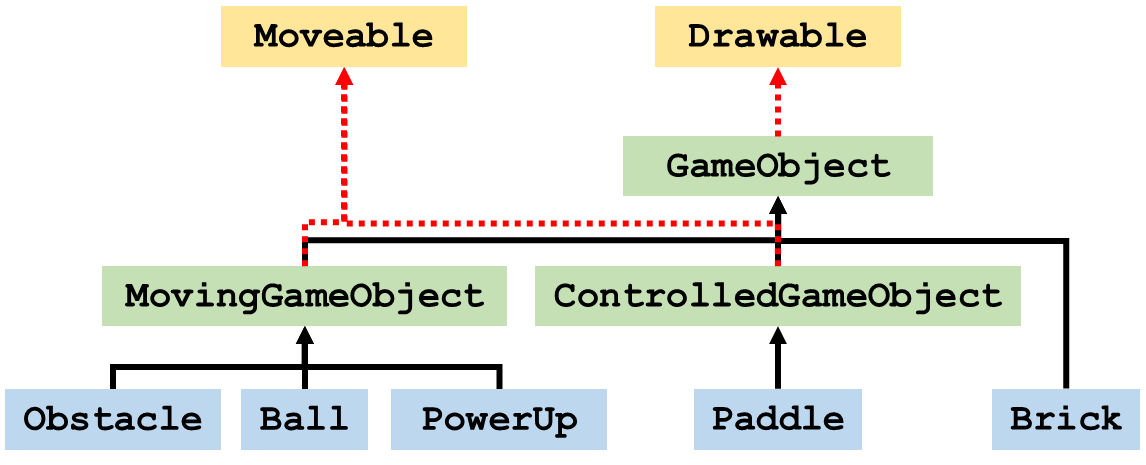 Moveable
Drawable
GameObject
MovingGameObject
ControlledGameObject
Obstacle
Ball
PowerUp
Paddle
Brick